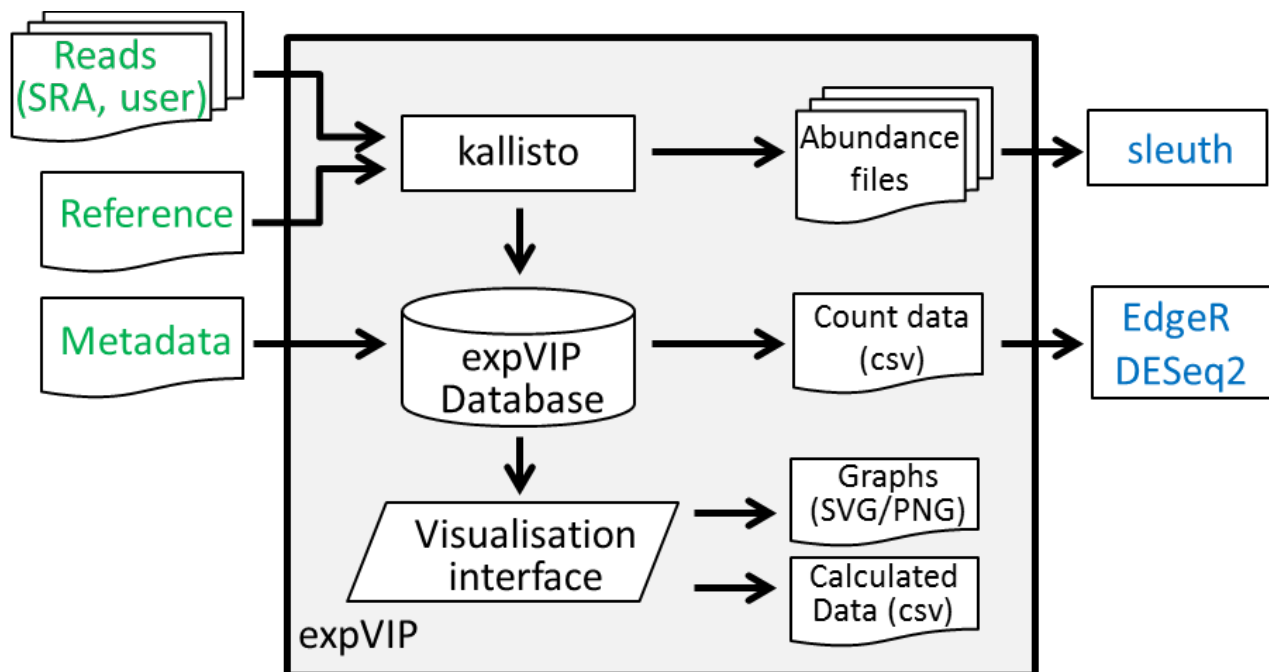 Reads
(SRA, user)
Reference
Metadata
kallisto
expVIP
Database
Visualisation
interface
expVIP
Abundance
files
Count data
(csv)
Graphs
(SVG/PNG)
Calculated
Data (csv)
sleuth
EdgeR
DESeq2